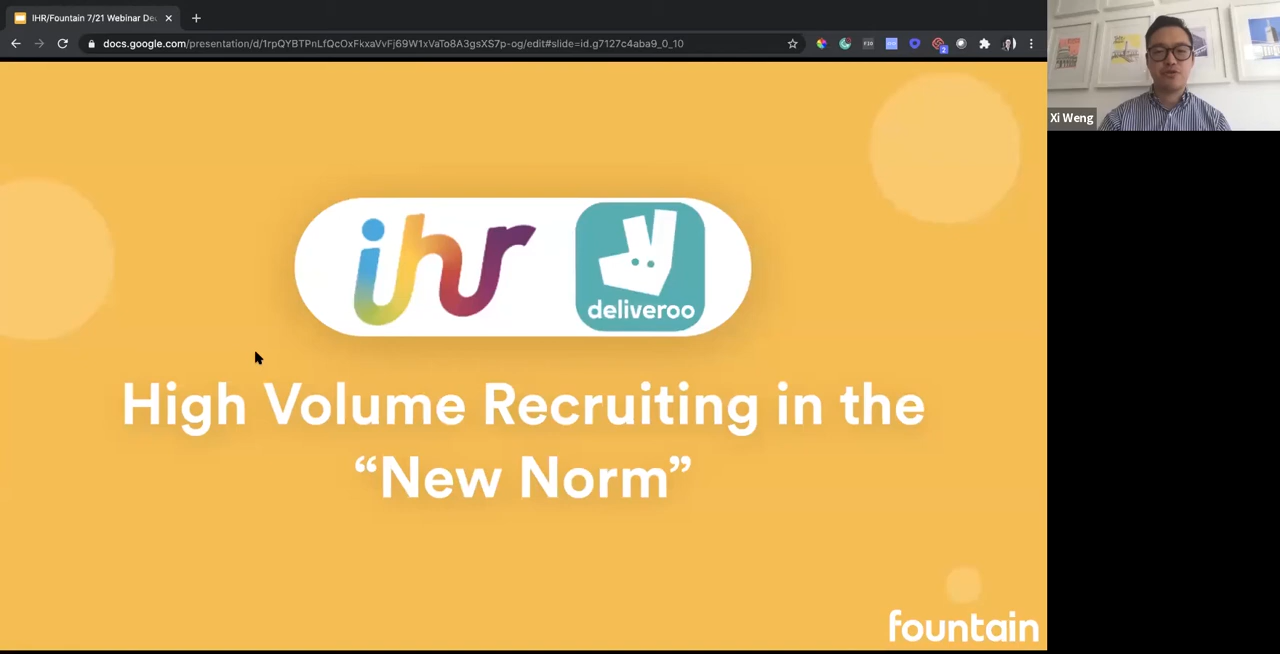 IHR/Fountain 7/21 Webinar De
docs.google.com/presentation/d/1rpQYBTPnLfQcOxFkxaVvFj69W1xVaTo8A3gsXS7p-og/edit#slide=id.g7127c4aba9_0_10
2
Xi Weng
ihr
deliveroo
High Volume Recruiting in the
“New Norm”
fountain